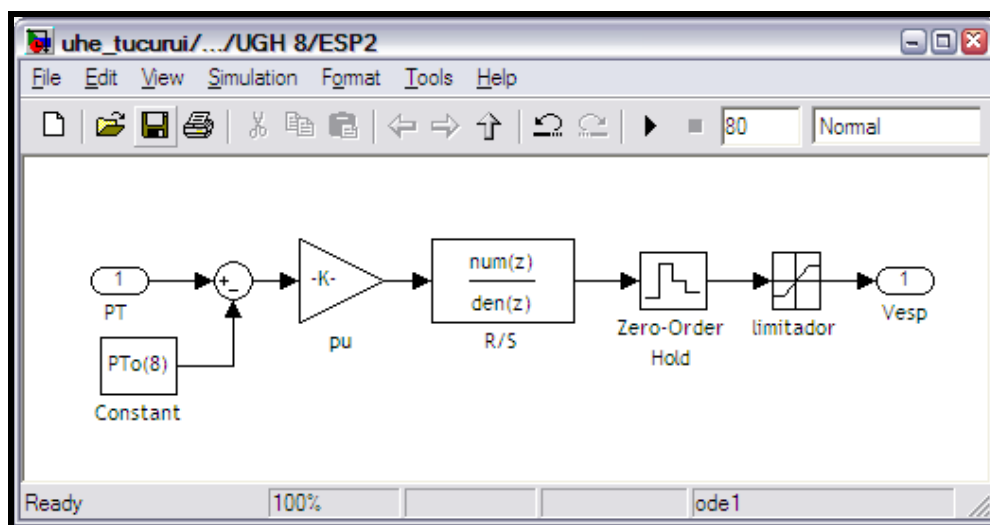 uhe_tucurui/.../UGH 8/ESP2
File Edit View Simulation Format Tools Help
80 Normal
1
PT
+
-
PTo(8)
Constant
-K-
pu
num(z)
den(z)
R/S
Zero-Order
Hold
limitador
1
Vesp
Ready 100% ode1